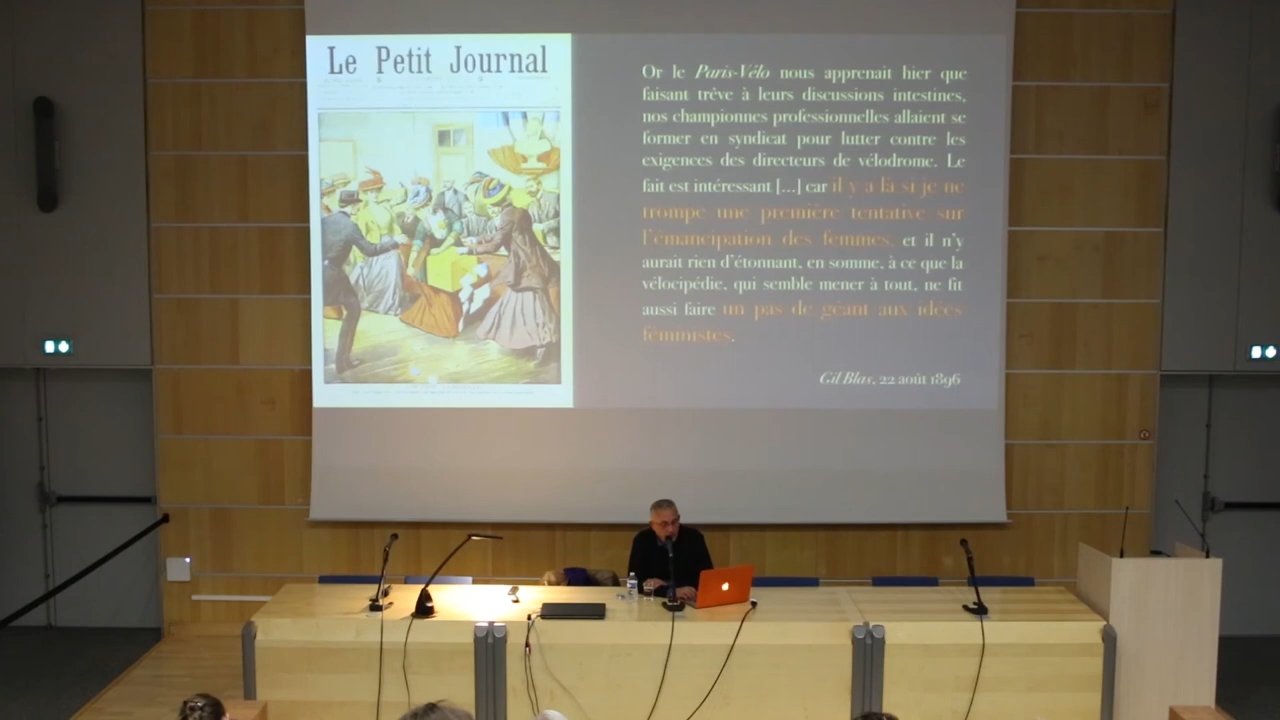 Le Petit Journal
Or le Paris-Vélo nous apprenait hier que
faisant trêve à leurs discussions intestines,
nos championnes professionnelles allaient se
former en syndicat pour lutter contre les
exigences des directeurs de vélodrome. Le
fait est intéressant [...] car il y a là si je ne
trompe une première tentative sur
l'émancipation des femmes, et il n'y
aurait rien d'étonnant, en somme, à ce que la
vélocipédie, qui semble mener à tout, ne fit
aussi faire un pas de géant aux idées
féministes.
Gil Blas, 22 août 1896